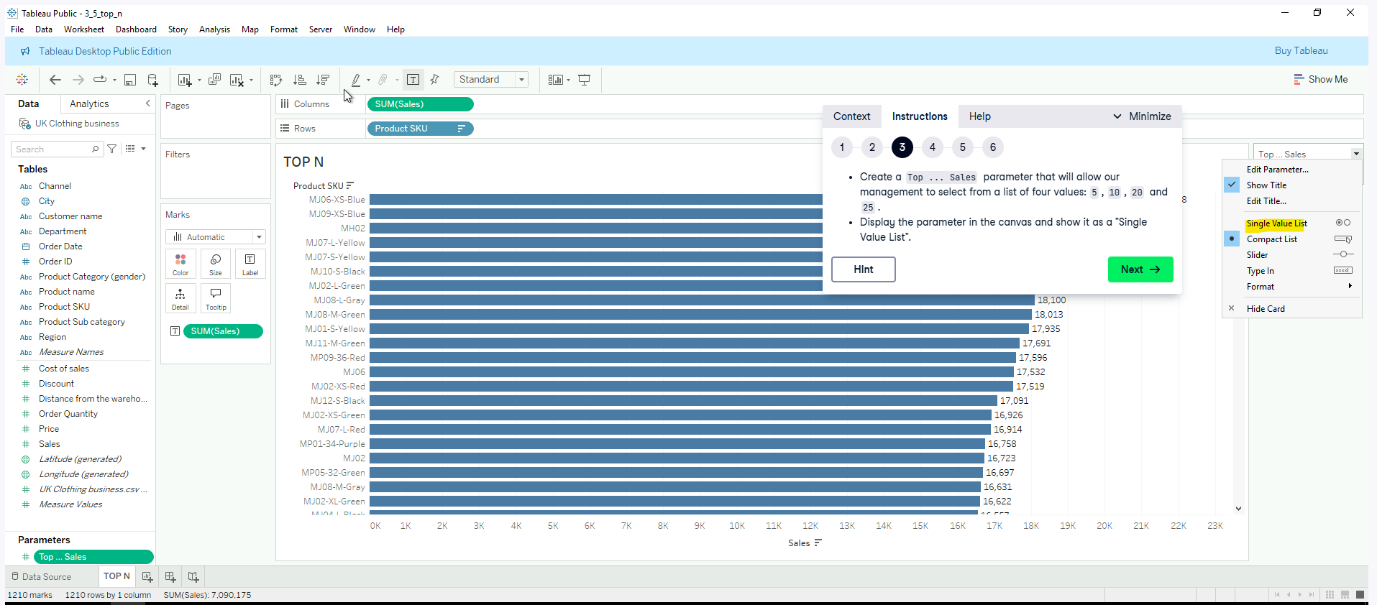 Tableau Public - 3_5_top_n
File Data Worksheet Dashboard Story Analysis Map Format Server Window Help
Tableau Desktop Public Edition
Buy Tableau
Standard
Show Me
Data Analytics
UK Clothing business
Search
Tables
Abc Channel
City
Abc Customer name
Abc Department
Order Date
Order ID
Abc Product Category (gender)
Abc Product name
Abc Product SKU
Abc Product Sub category
Abc Region
Abc Measure Names
Cost of sales
Discount
Distance from the wareho...
Order Quantity
Price
Sales
Latitude (generated)
Longitude (generated)
UK Clothing business.csv ...
Measure Values
Parameters
Top ... Sales
Pages
Filters
Marks
Automatic
Color Size Label
Detail Tooltip
SUM(Sales)
Columns SUM(Sales)
Rows Product SKU
TOP N
Product SKU
MJ06-XS-Blue
MJ09-XS-Blue
MH02
MJ07-L-Yellow
MJ07-S-Yellow
MJ10-S-Black
MJ02-L-Green
MJ08-L-Gray 18,100
MJ08-M-Green 18,013
MJ01-S-Yellow 17,935
MJ11-M-Green 17,691
MP09-36-Red 17,596
MJ06 17,532
MJ02-XS-Red 17,519
MJ12-S-Black 17,091
MJ02-XS-Green 16,926
MJ07-L-Red 16,914
MP01-34-Purple 16,758
MJ02 16,723
MP05-32-Green 16,697
MJ08-M-Gray 16,631
MJ02-XL-Green 16,622
0K 1K 2K 3K 4K 5K 6K 7K 8K 9K 10K 11K 12K 13K 14K 15K 16K 17K 18K 19K 20K 21K 22K 23K
Sales
Context Instructions Help Minimize
1 2 3 4 5 6
• Create a Top ... Sales parameter that will allow our
management to select from a list of four values: 5, 10, 20 and
25.
• Display the parameter in the canvas and show it as a "Single
Value List".
Hint
Next →
Top ... Sales
Edit Parameter...
Show Title
Edit Title...
Single Value List
Compact List
Slider
Type In
Format
Hide Card
Data Source TOP N
1210 marks 1210 rows by 1 column SUM(Sales): 7,090,175